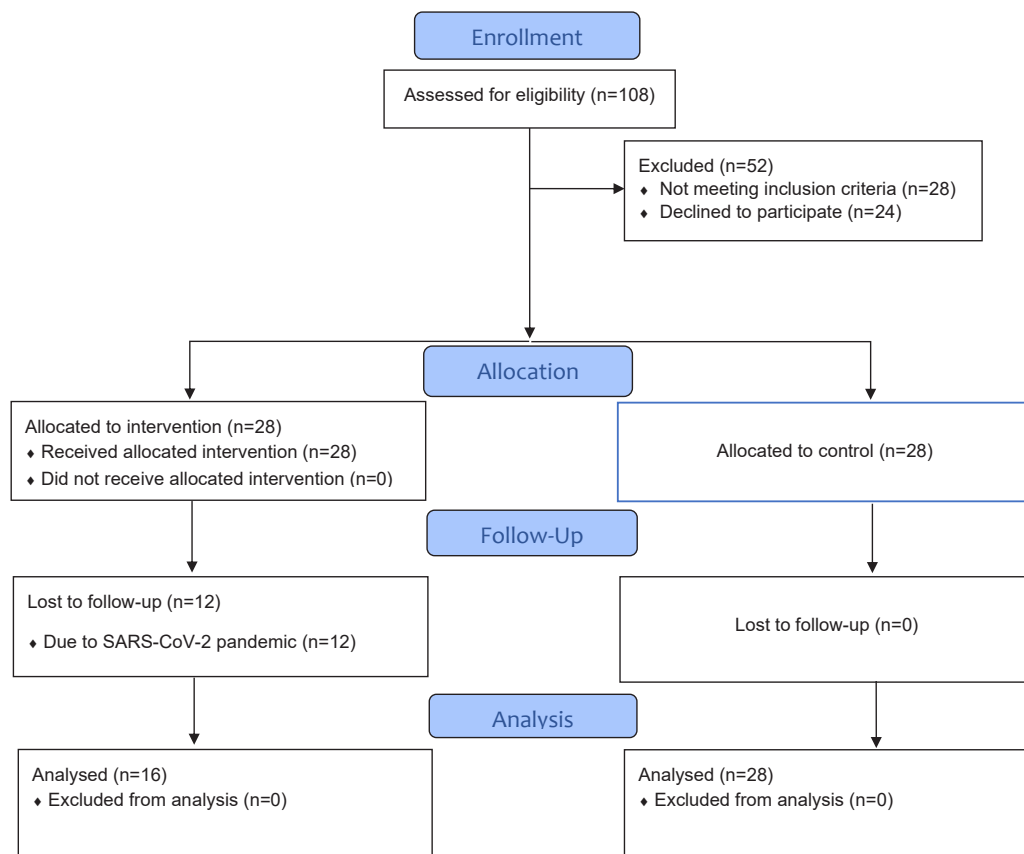 Enrollment
Assessed for eligibility (n=108)
Excluded (n=52)
♦ Not meeting inclusion criteria (n=28)
♦ Declined to participate (n=24)
Allocation
Allocated to intervention (n=28)
♦ Received allocated intervention (n=28)
♦ Did not receive allocated intervention (n=0)
Allocated to control (n=28)
Follow-Up
Lost to follow-up (n=12)
♦ Due to SARS-CoV-2 pandemic (n=12)
Lost to follow-up (n=0)
Analysis
Analysed (n=16)
♦ Excluded from analysis (n=0)
Analysed (n=28)
♦ Excluded from analysis (n=0)